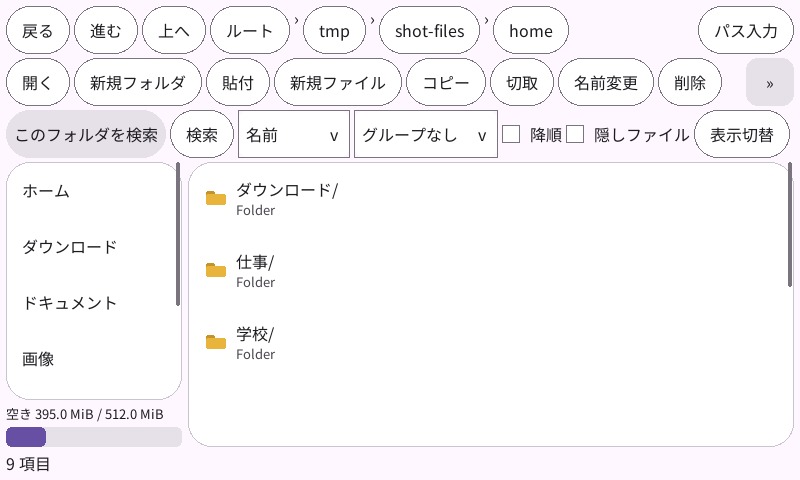 戻る 進む 上へ ルート › tmp › shot-files › home パス入力
開く 新規フォルダ 貼付 新規ファイル コピー 切取 名前変更 削除 »
このフォルダを検索 検索 名前 v グループなし v 降順 隠しファイル 表示切替
ホーム
ダウンロード
ドキュメント
画像
空き 395.0 MiB / 512.0 MiB
9 項目
ダウンロード/
Folder
仕事/
Folder
学校/
Folder